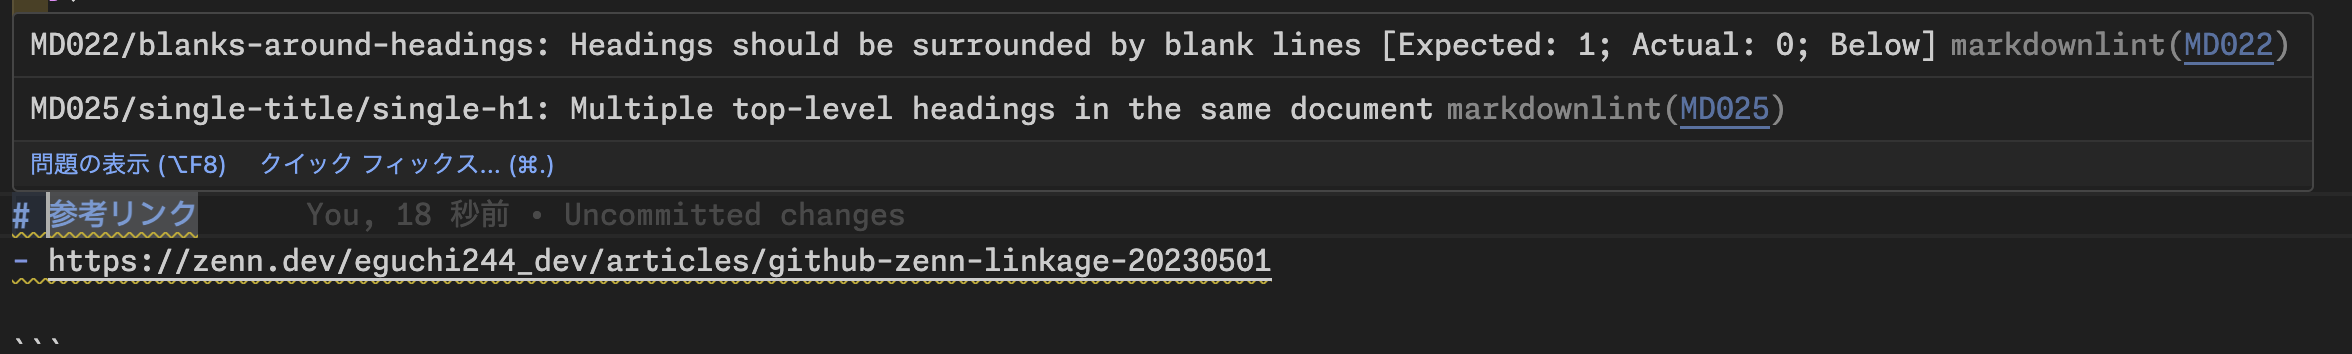 MD022/blanks-around-headings: Headings should be surrounded by blank lines [Expected: 1; Actual: 0; Below] markdownlint(MD022)
MD025/single-title/single-h1: Multiple top-level headings in the same document markdownlint(MD025)
問題の表示 (⌥F8) クイック フィックス... (⌘.)
# 参考リンク You, 18 秒前 • Uncommitted changes
- https://zenn.dev/eguchi244_dev/articles/github-zenn-linkage-20230501
```